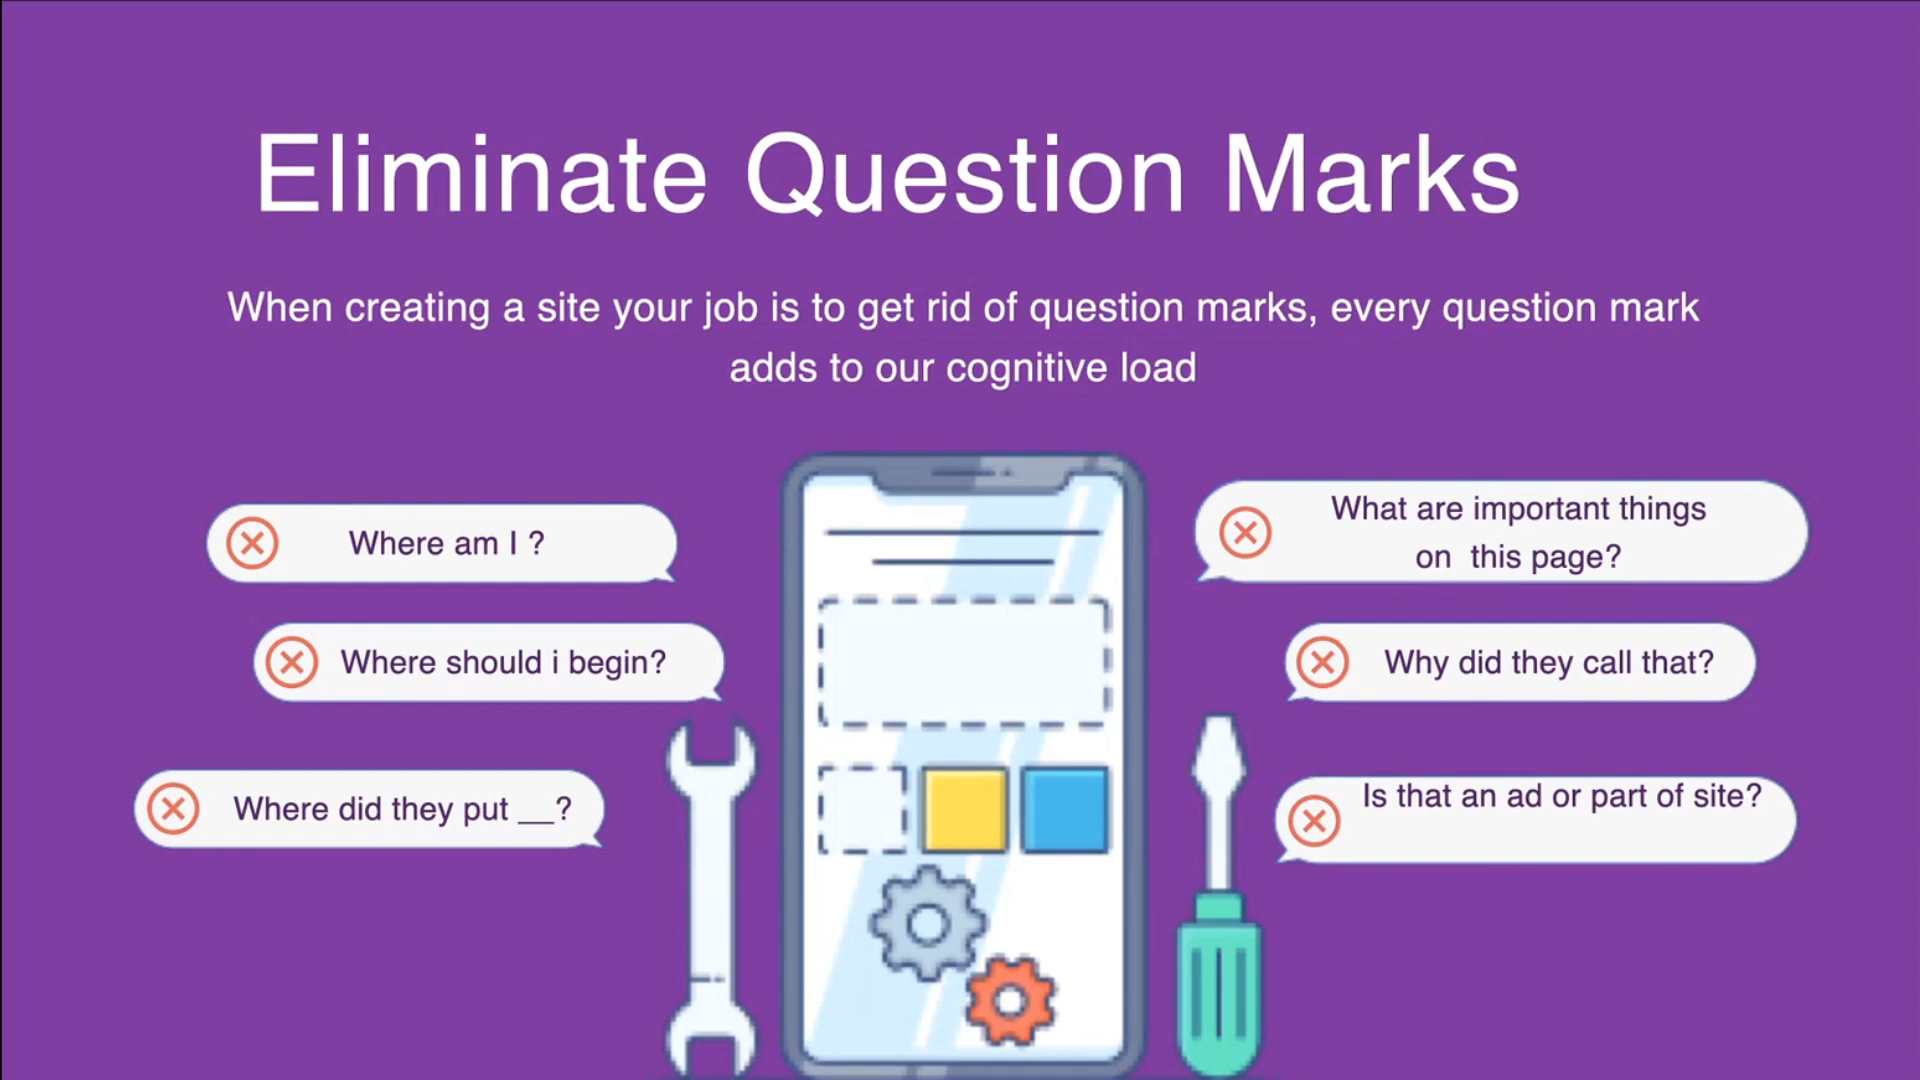 Eliminate Question Marks
When creating a site your job is to get rid of question marks, every question mark
adds to our cognitive load
Where am I ?
Where should i begin?
Where did they put __?
What are important things
on  this page?
Why did they call that?
Is that an ad or part of site?